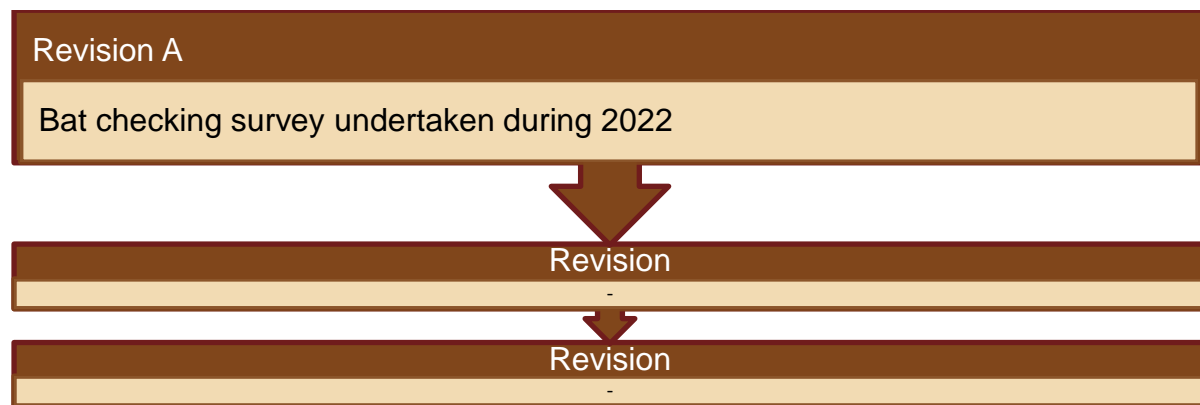 Revision A
Bat checking survey undertaken during 2022
Revision
-
Revision
-